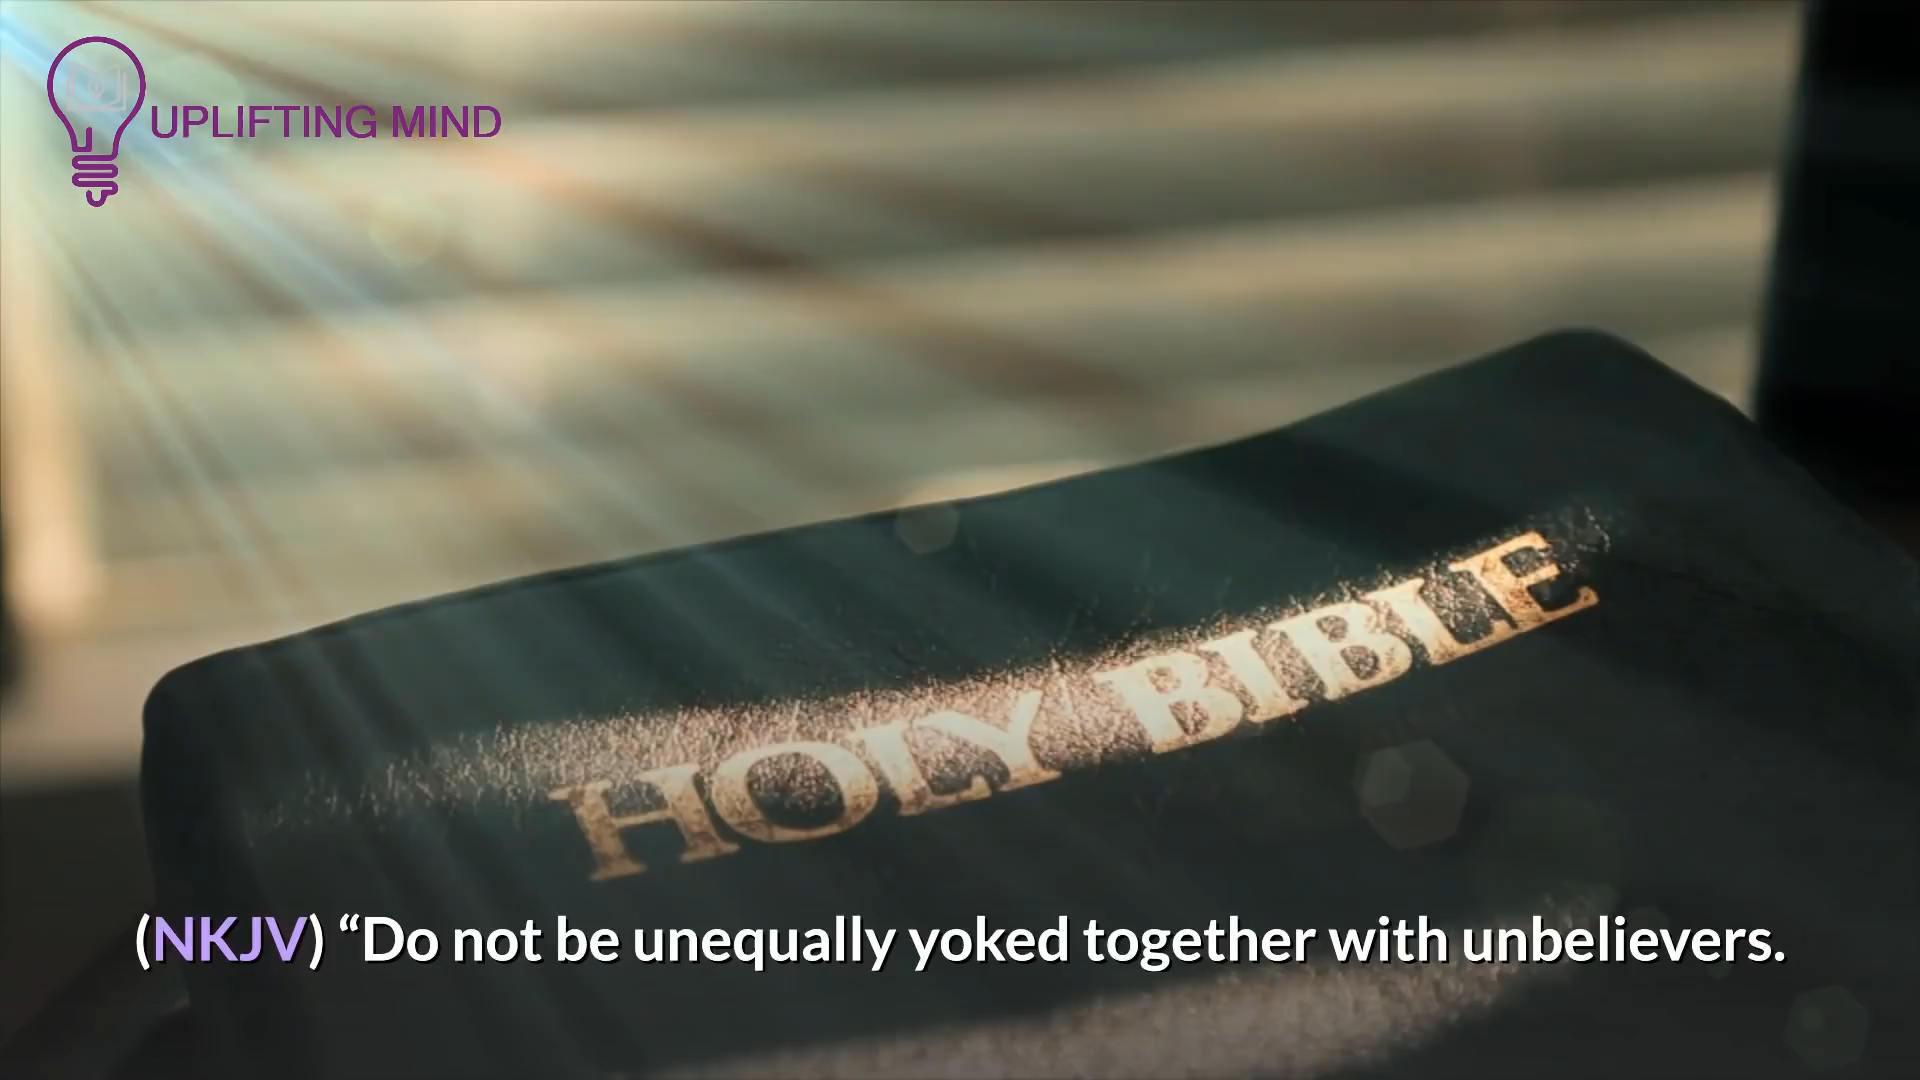 UPLIFTING MIND
HOLY BIBLE
(NKJV) “Do not be unequally yoked together with unbelievers.